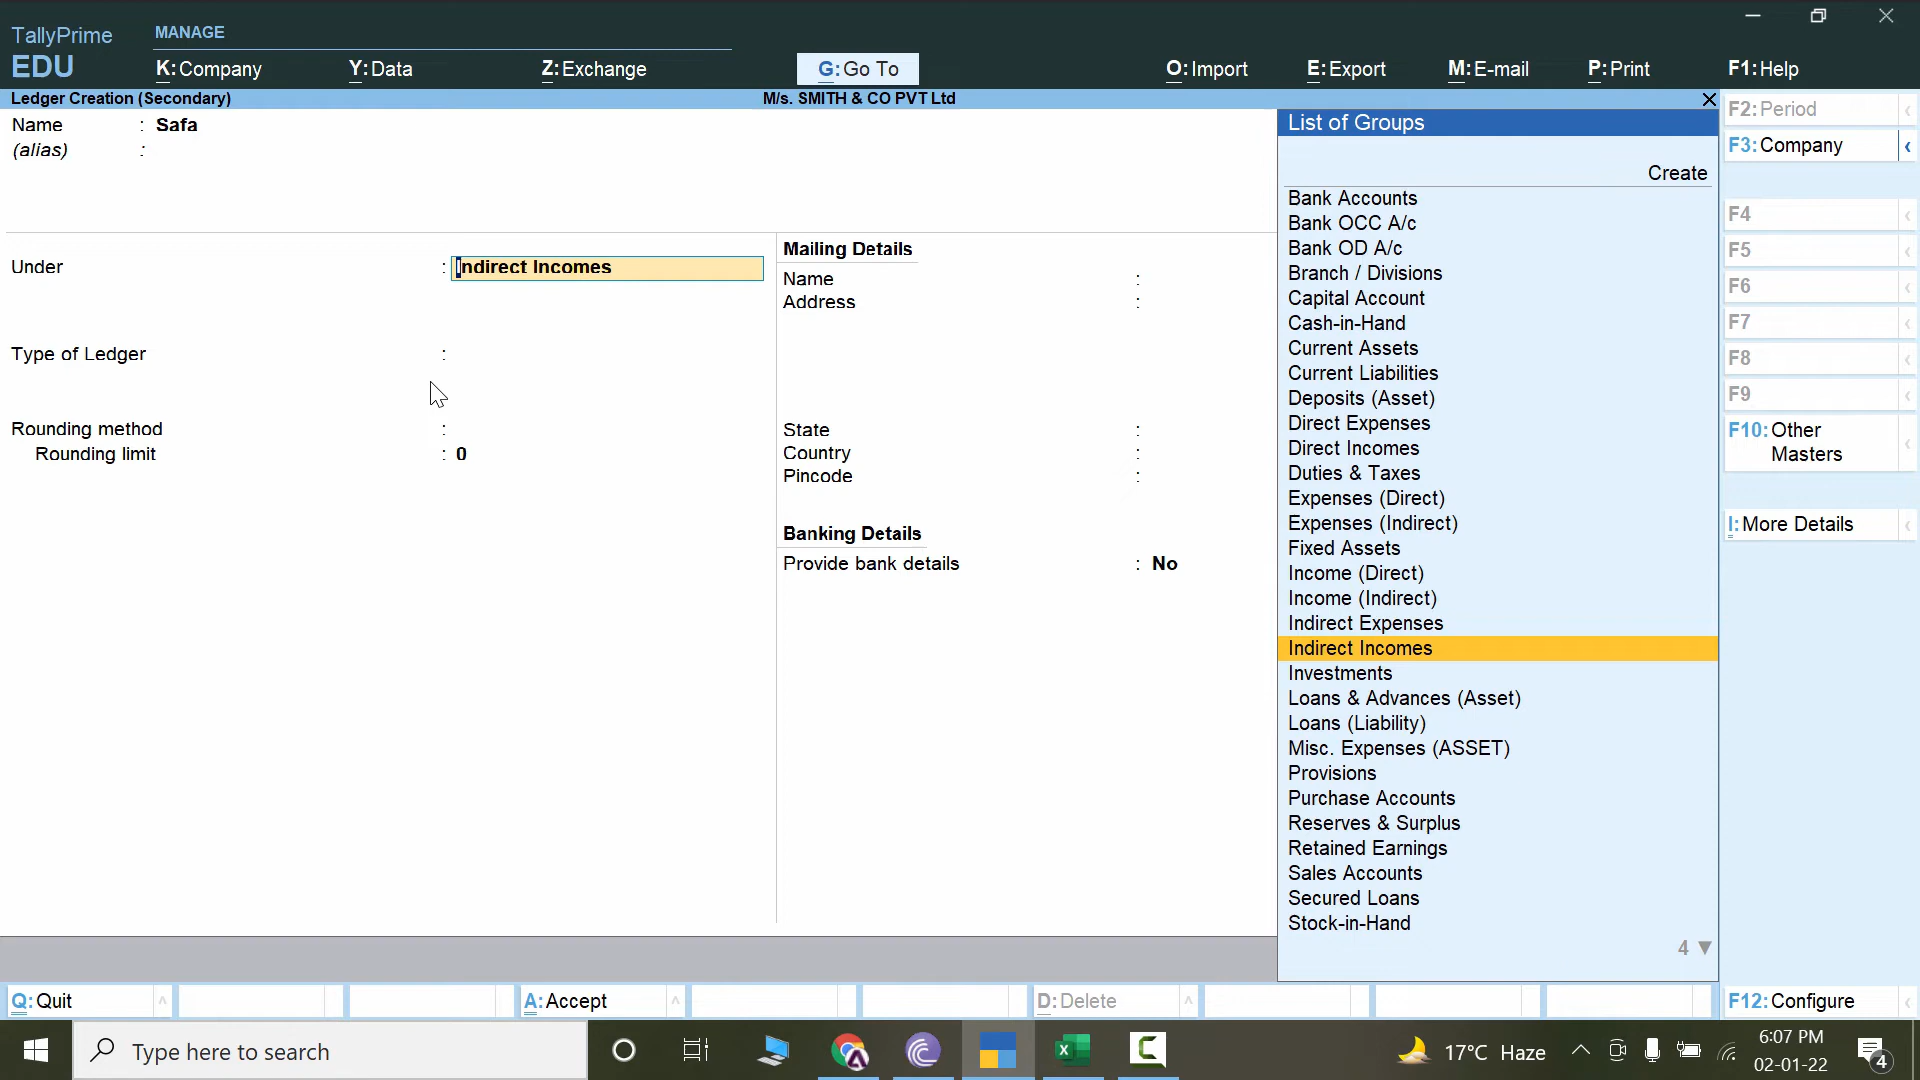 TallyPrime
EDU
MANAGE
K:Company
Y:Data
Z:Exchange
G:Go To
O:Import
E:Export
M:E-mail
P:Print
F1:Help
Ledger Creation (Secondary)
M/s. SMITH & CO PVT Ltd
Name : Safa
(alias) :
Under : Indirect Incomes
Type of Ledger :
Rounding method :
Rounding limit : 0
Mailing Details
Name :
Address :
State :
Country :
Pincode :
Banking Details
Provide bank details : No
List of Groups
Create
Bank Accounts
Bank OCC A/c
Bank OD A/c
Branch / Divisions
Capital Account
Cash-in-Hand
Current Assets
Current Liabilities
Deposits (Asset)
Direct Expenses
Direct Incomes
Duties & Taxes
Expenses (Direct)
Expenses (Indirect)
Fixed Assets
Income (Direct)
Income (Indirect)
Indirect Expenses
Indirect Incomes
Investments
Loans & Advances (Asset)
Loans (Liability)
Misc. Expenses (ASSET)
Provisions
Purchase Accounts
Reserves & Surplus
Retained Earnings
Sales Accounts
Secured Loans
Stock-in-Hand
4 ▼
F2:Period
F3:Company
F4
F5
F6
F7
F8
F9
F10:Other
Masters
I:More Details
F12:Configure
Q:Quit
A:Accept
D:Delete
Type here to search
17°C Haze
6:07 PM
02-01-22
4